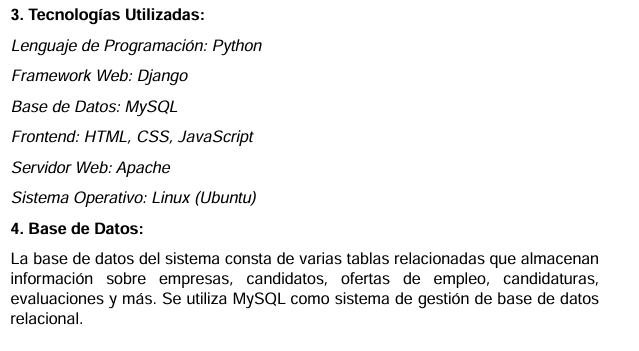 3. Tecnologías Utilizadas:
Lenguaje de Programación: Python
Framework Web: Django
Base de Datos: MySQL
Frontend: HTML, CSS, JavaScript
Servidor Web: Apache
Sistema Operativo: Linux (Ubuntu)
4. Base de Datos:
La base de datos del sistema consta de varias tablas relacionadas que almacenan
información sobre empresas, candidatos, ofertas de empleo, candidaturas,
evaluaciones y más. Se utiliza MySQL como sistema de gestión de base de datos
relacional.